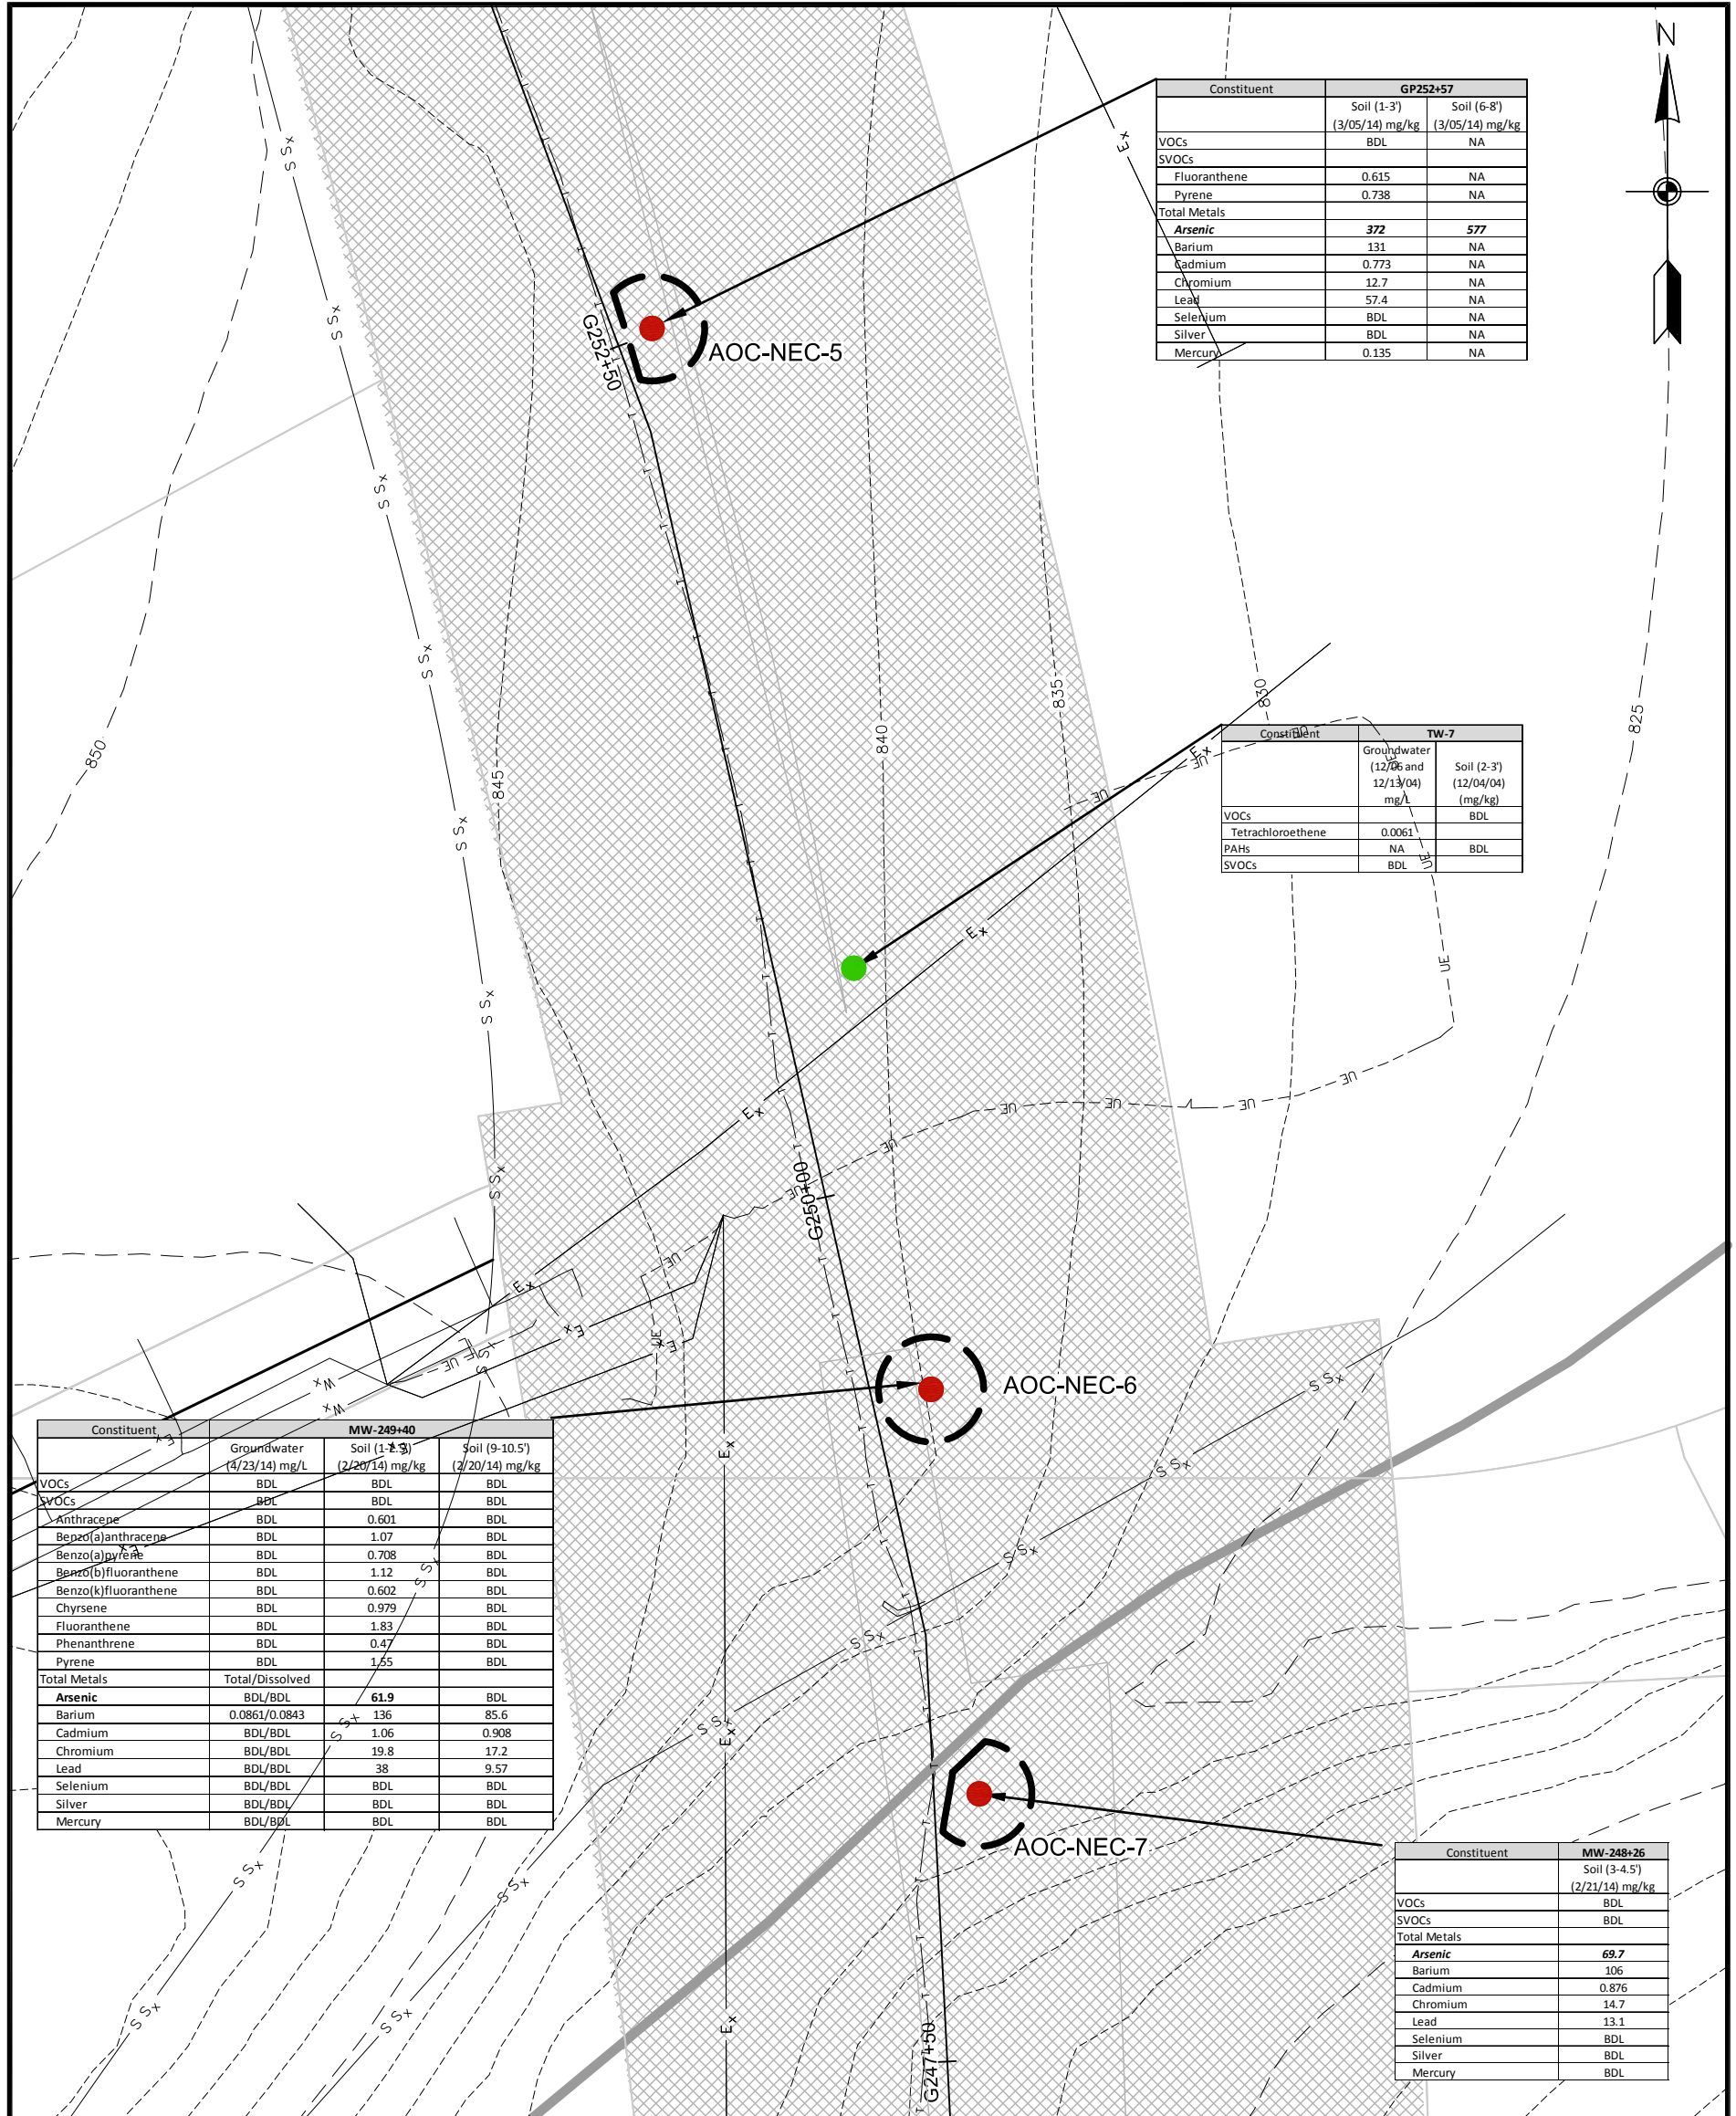 N
Constituent GP252+57
Soil (1-3') Soil (6-8')
(3/05/14) mg/kg (3/05/14) mg/kg
VOCs BDL NA
SVOCs
Fluoranthene 0.615 NA
Pyrene 0.738 NA
Total Metals
Arsenic 372 577
Barium 131 NA
Cadmium 0.773 NA
Chromium 12.7 NA
Lead 57.4 NA
Selenium BDL NA
Silver BDL NA
Mercury 0.135 NA
G252+50
AOC-NEC-5
850
845
840
835
830
825
Constituent TW-7
Groundwater
(12/06 and Soil (2-3')
12/13/04) (12/04/04)
mg/L (mg/kg)
VOCs BDL
Tetrachloroethene 0.0061
PAHs NA BDL
SVOCs BDL
G250+00
AOC-NEC-6
Constituent MW-249+40
Groundwater Soil (1-2.5') Soil (9-10.5')
(4/23/14) mg/L (2/20/14) mg/kg (2/20/14) mg/kg
VOCs BDL BDL BDL
SVOCs BDL BDL BDL
Anthracene BDL 0.601 BDL
Benzo(a)anthracene BDL 1.07 BDL
Benzo(a)pyrene BDL 0.708 BDL
Benzo(b)fluoranthene BDL 1.12 BDL
Benzo(k)fluoranthene BDL 0.602 BDL
Chyrsene BDL 0.979 BDL
Fluoranthene BDL 1.83 BDL
Phenanthrene BDL 0.47 BDL
Pyrene BDL 1.55 BDL
Total Metals Total/Dissolved
Arsenic BDL/BDL 61.9 BDL
Barium 0.0861/0.0843 136 85.6
Cadmium BDL/BDL 1.06 0.908
Chromium BDL/BDL 19.8 17.2
Lead BDL/BDL 38 9.57
Selenium BDL/BDL BDL BDL
Silver BDL/BDL BDL BDL
Mercury BDL/BDL BDL BDL
AOC-NEC-7
Constituent MW-248+26
Soil (3-4.5')
(2/21/14) mg/kg
VOCs BDL
SVOCs BDL
Total Metals
Arsenic 69.7
Barium 106
Cadmium 0.876
Chromium 14.7
Lead 13.1
Selenium BDL
Silver BDL
Mercury BDL
G247+50
S Sx
Ex
UE
Wx
T